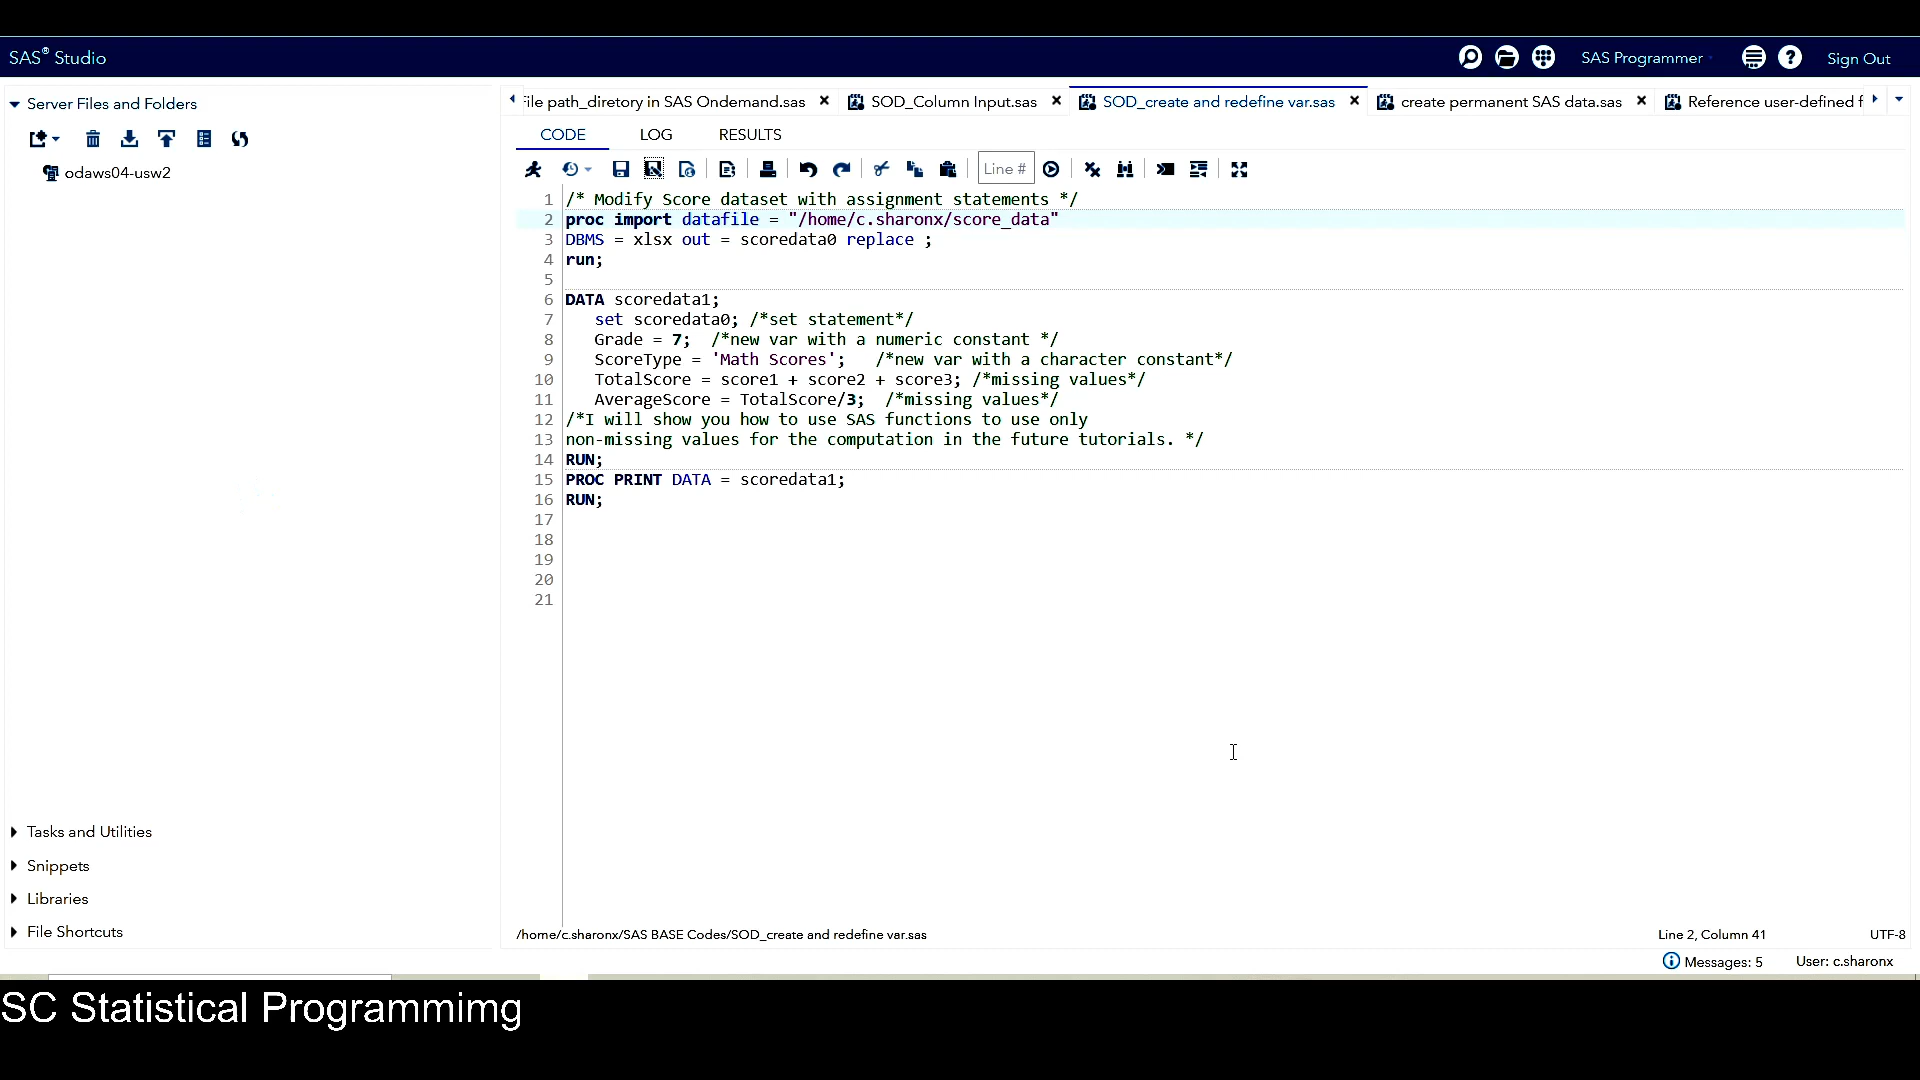 SAS® Studio
SAS Programmer
Sign Out
Server Files and Folders
odaws04-usw2
Tasks and Utilities
Snippets
Libraries
File Shortcuts
ile path_diretory in SAS Ondemand.sas
SOD_Column Input.sas
SOD_create and redefine var.sas
create permanent SAS data.sas
Reference user-defined f
CODE LOG RESULTS
Line #
1 /* Modify Score dataset with assignment statements */
2 proc import datafile = "/home/c.sharonx/score_data"
3 DBMS = xlsx out = scoredata0 replace ;
4 run;
5
6 DATA scoredata1;
7 set scoredata0; /*set statement*/
8 Grade = 7; /*new var with a numeric constant */
9 ScoreType = 'Math Scores'; /*new var with a character constant*/
10 TotalScore = score1 + score2 + score3; /*missing values*/
11 AverageScore = TotalScore/3; /*missing values*/
12 /*I will show you how to use SAS functions to use only
13 non-missing values for the computation in the future tutorials. */
14 RUN;
15 PROC PRINT DATA = scoredata1;
16 RUN;
17
18
19
20
21
/home/c.sharonx/SAS BASE Codes/SOD_create and redefine var.sas
Line 2, Column 41
UTF-8
Messages: 5
User: c.sharonx
SC Statistical Programmimg